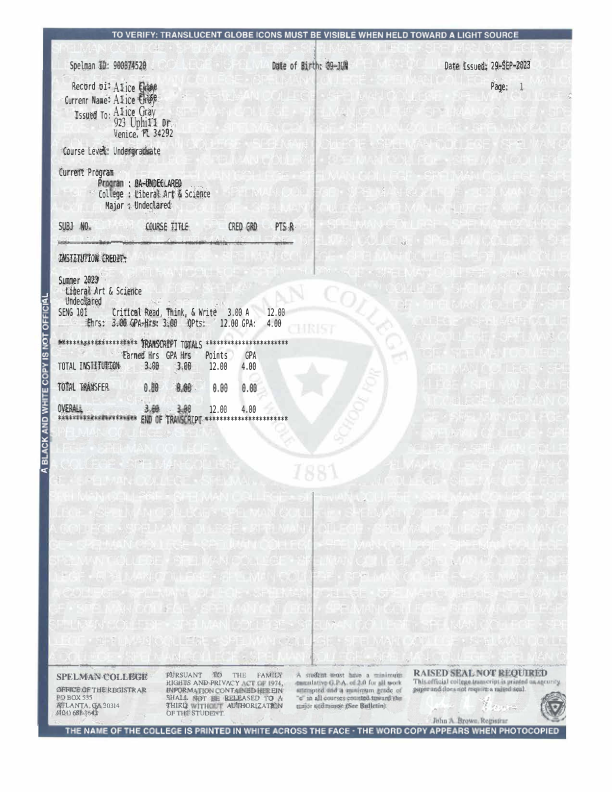 TO VERIFY: TRANSLUCENT GLOBE ICONS MUST BE VISIBLE WHEN HELD TOWARD A LIGHT SOURCE
Spelman ID: 900874520 Date of Birth: 09-JUN Date Issued: 29-SEP-2023
Record of: Alice Gray Page: 1
Current Name: Alice Gray
Issued To: Alice Gray
923 Uphill Dr
Venice, FL 34292
Course Level: Undergraduate
Current Program
Program : BA-UNDECLARED
College : Liberal Art & Science
Major : Undeclared
SUBJ NO. COURSE TITLE CRED GRD PTS R
INSTITUTION CREDIT:
Summer 2023
Liberal Art & Science
Undeclared
SENG 101 Critical Read, Think, & Write 3.00 A 12.00
Ehrs: 3.00 GPA-Hrs: 3.00 QPts: 12.00 GPA: 4.00
********************* TRANSCRIPT TOTALS *********************
Earned Hrs GPA Hrs Points GPA
TOTAL INSTITUTION 3.00 3.00 12.00 4.00
TOTAL TRANSFER 0.00 0.00 0.00 0.00
OVERALL 3.00 3.00 12.00 4.00
********************* END OF TRANSCRIPT *********************
A BLACK AND WHITE COPY IS NOT OFFICIAL
SPELMAN COLLEGE
CHRIST
SCHOOL FOR
1881
SPELMAN COLLEGE
OFFICE OF THE REGISTRAR
PO BOX 335
ATLANTA, GA 30314
PURSUANT TO THE FAMILY
RIGHTS AND PRIVACY ACT OF 1974,
INFORMATION CONTAINED HEREIN
SHALL NOT BE RELEASED TO A
THIRD WITHOUT AUTHORIZATION
OF THE STUDENT.
A student must have a minimum
cumulative G.P.A. of 2.0 for all work
attempted and a minimum grade of
"c" in all courses counted toward the
major sequence (See Bulletin)
RAISED SEAL NOT REQUIRED
This official college transcript is printed on security
paper and does not require a raised seal.
John A. Brown, Registrar
THE NAME OF THE COLLEGE IS PRINTED IN WHITE ACROSS THE FACE • THE WORD COPY APPEARS WHEN PHOTOCOPIED